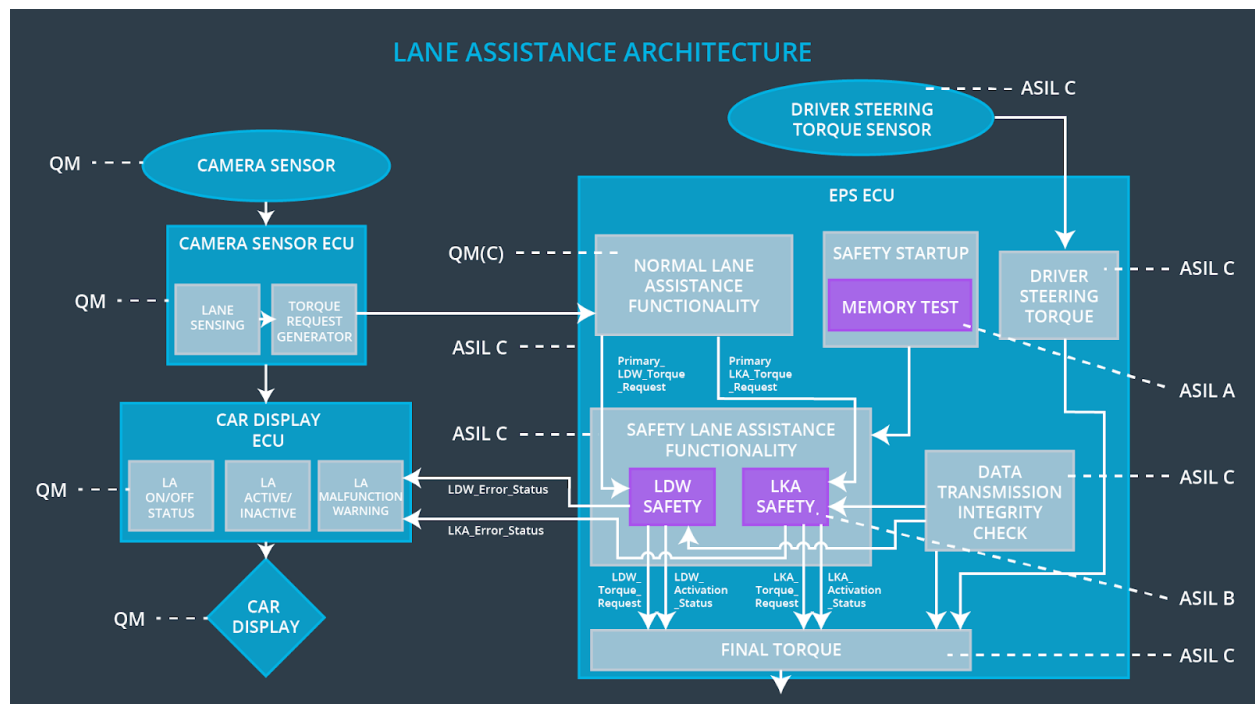 LANE ASSISTANCE ARCHITECTURE
ASIL C
DRIVER STEERING
TORQUE SENSOR
QM
CAMERA SENSOR
EPS ECU
CAMERA SENSOR ECU
QM
LANE
SENSING
TORQUE
REQUEST
GENERATOR
QM(C)
NORMAL LANE
ASSISTANCE
FUNCTIONALITY
SAFETY STARTUP
MEMORY TEST
DRIVER
STEERING
TORQUE
ASIL C
ASIL C
ASIL A
Primary_
LDW_Torque
_Request
Primary
LKA_Torque
_Request
CAR DISPLAY
ECU
QM
LA
ON/OFF
STATUS
LA
ACTIVE/
INACTIVE
LA
MALFUNCTION
WARNING
ASIL C
SAFETY LANE ASSISTANCE
FUNCTIONALITY
LDW
SAFETY
LKA
SAFETY
DATA
TRANSMISSION
INTEGRITY
CHECK
ASIL C
LDW_Error_Status
LKA_Error_Status
LDW_
Torque_
Request
LDW_
Activation
_Status
LKA_
Torque_
Request
LKA_
Activation
_Status
ASIL B
QM
CAR
DISPLAY
FINAL TORQUE
ASIL C